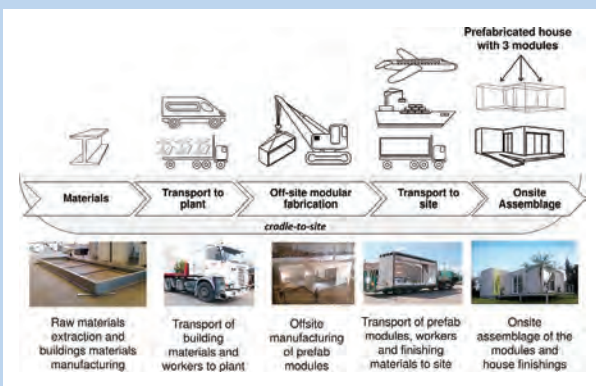 Prefabricated house
with 3 modules
Materials
Transport to
plant
Off-site modular
fabrication
Transport to
site
Onsite
Assemblage
cradle-to-site
Raw materials
extraction and
buildings materials
manufacturing
Transport of
building
materials and
workers to plant
Offsite
manufacturing
of prefab
modules
Transport of prefab
modules, workers
and finishing
materials to site
Onsite
assemblage of the
modules and
house finishings